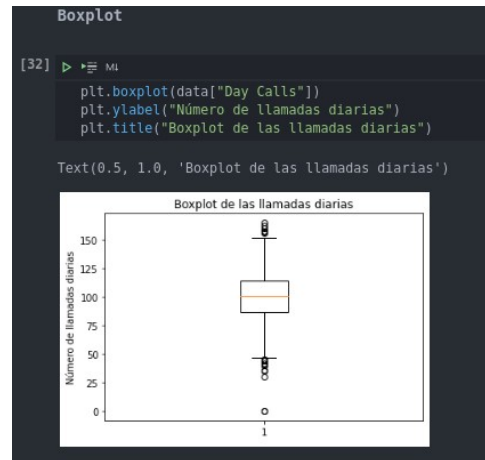 Boxplot
[32]
M↓
plt.boxplot(data["Day Calls"])
plt.ylabel("Número de llamadas diarias")
plt.title("Boxplot de las llamadas diarias")
Text(0.5, 1.0, 'Boxplot de las llamadas diarias')
Boxplot de las llamadas diarias
Número de llamadas diarias
150
125
100
75
50
25
0
1